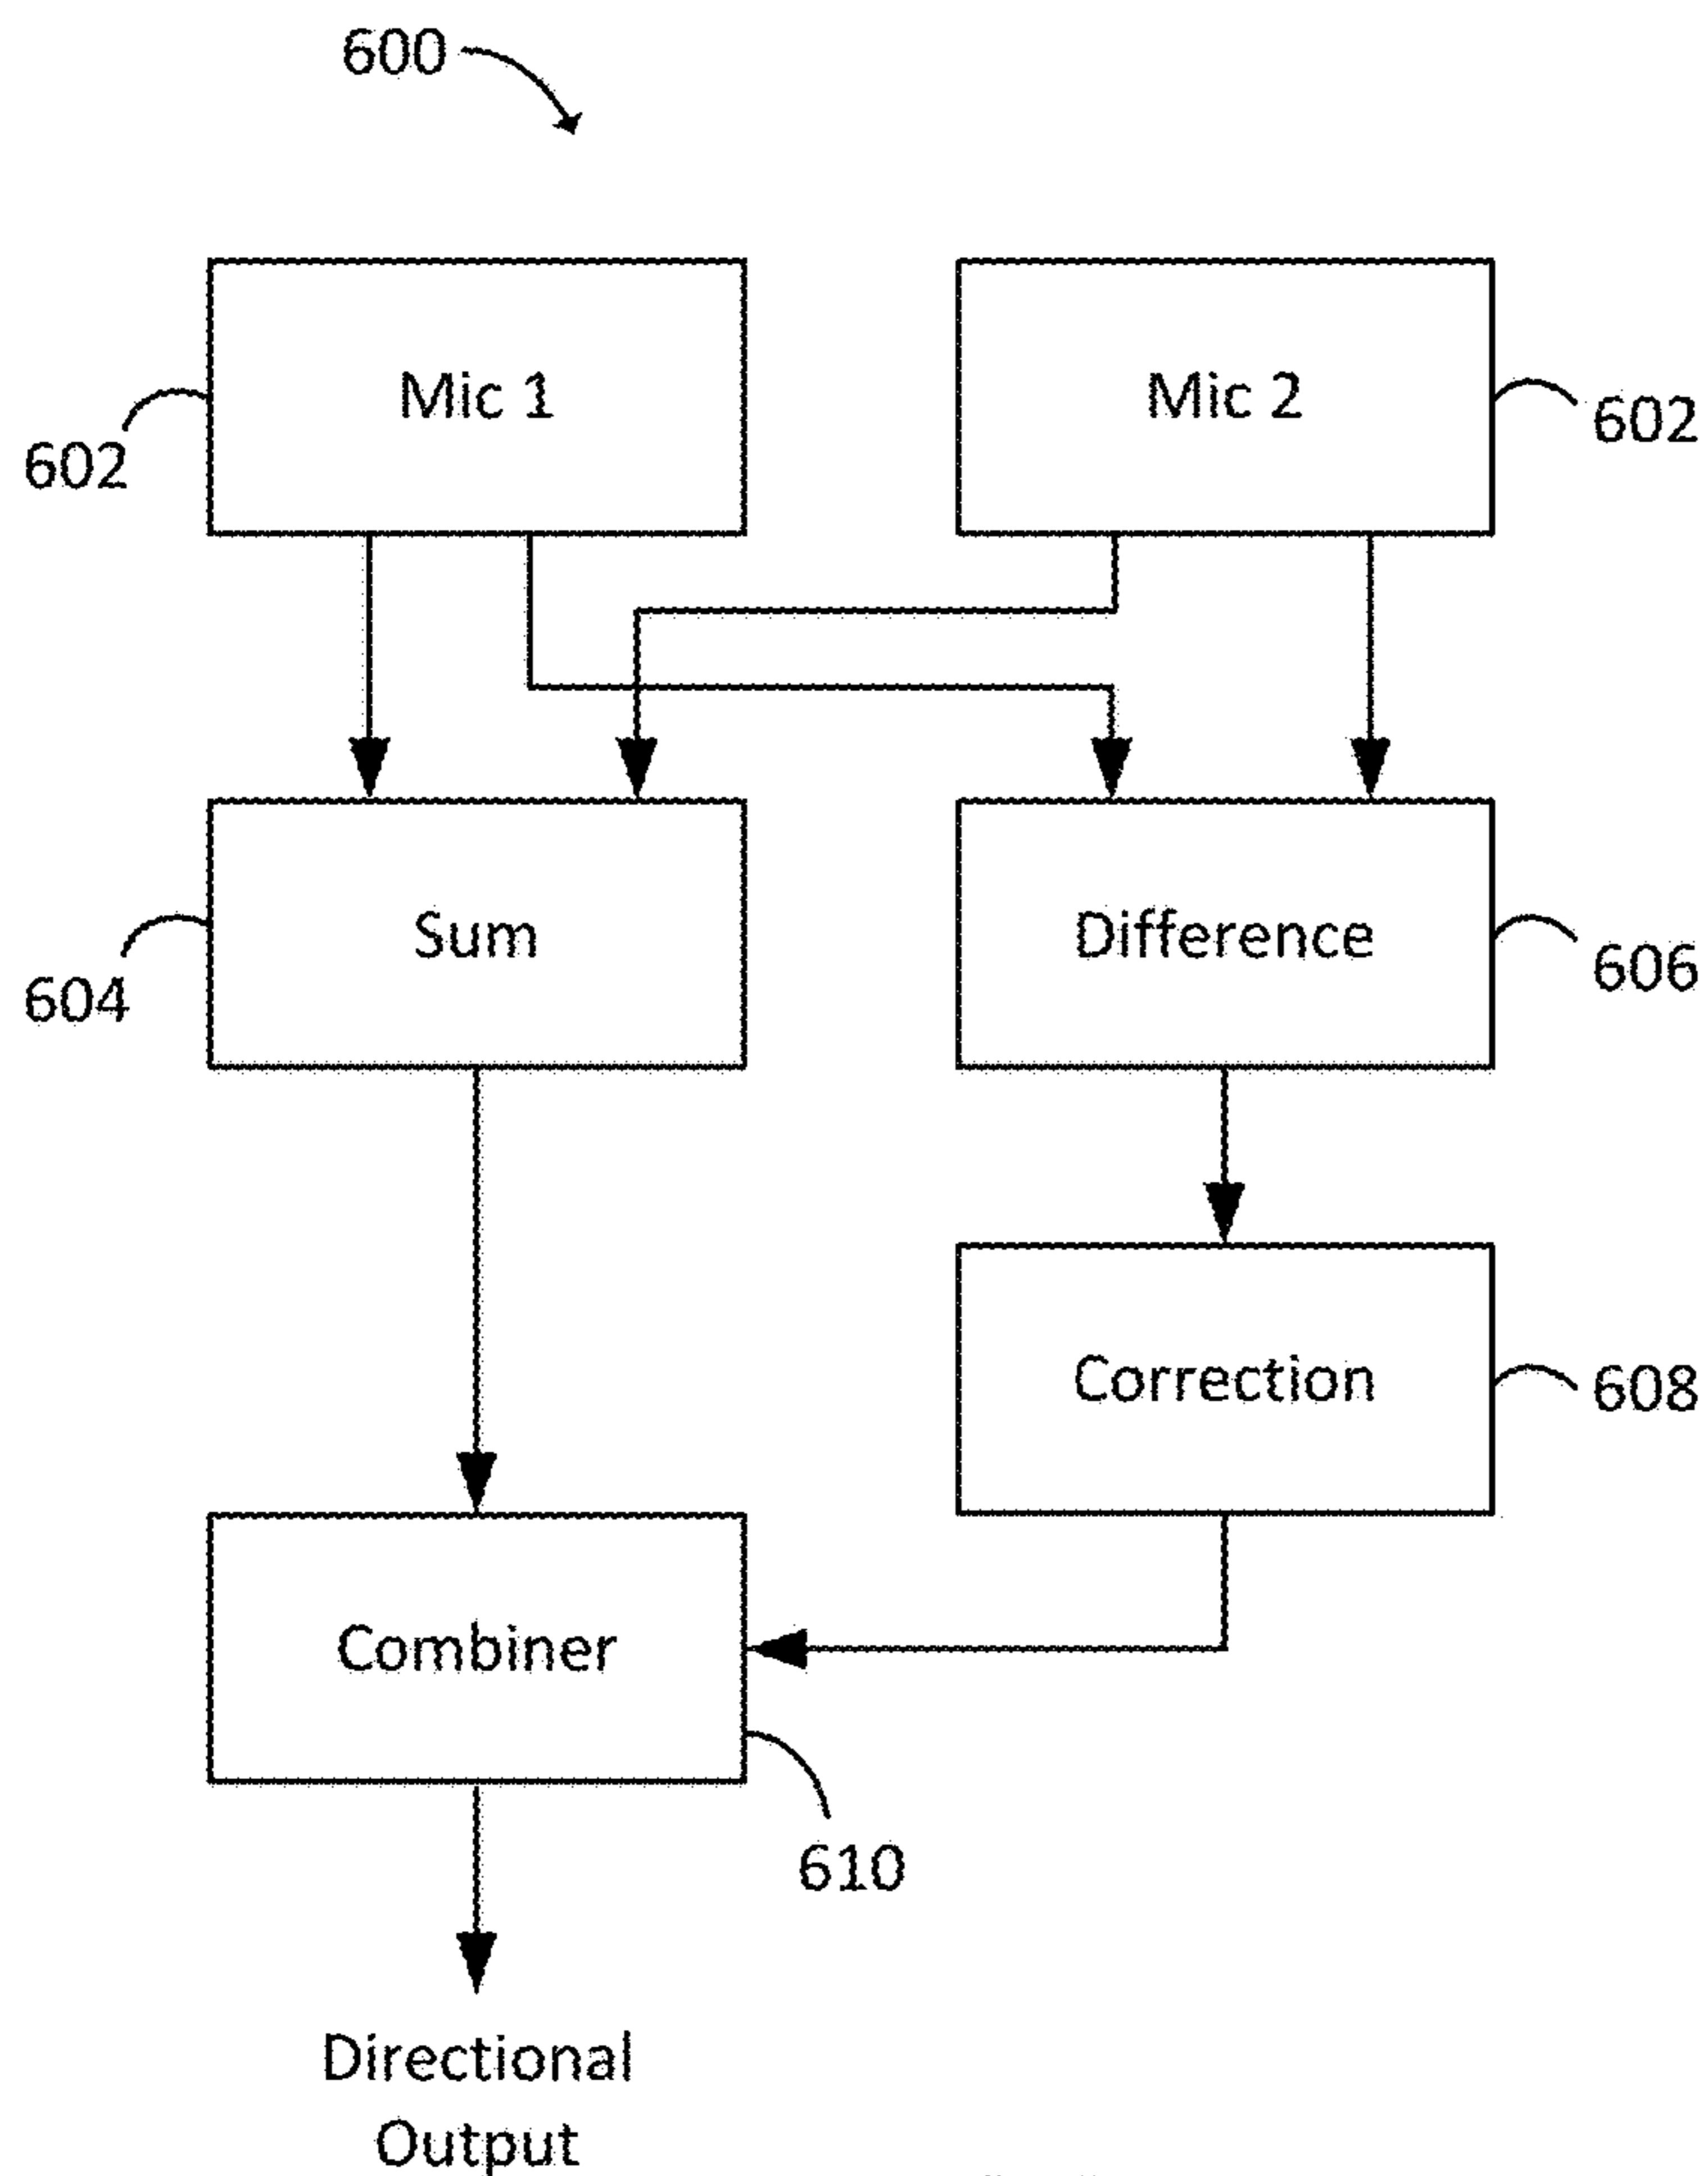 600
Mic 1
Mic 2
602
602
Sum
Difference
604
606
Correction
608
Combiner
610
Directional
Output